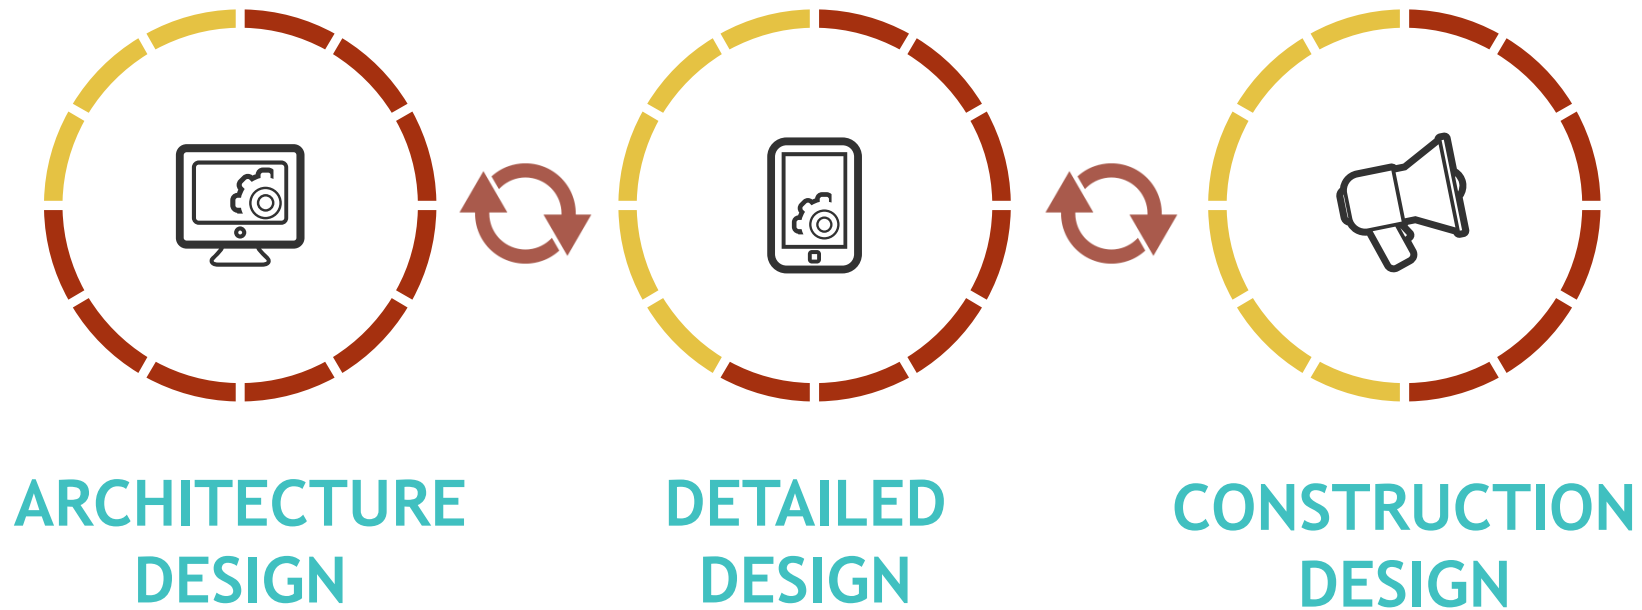 ARCHITECTURE
DESIGN
DETAILED
DESIGN
CONSTRUCTION
DESIGN